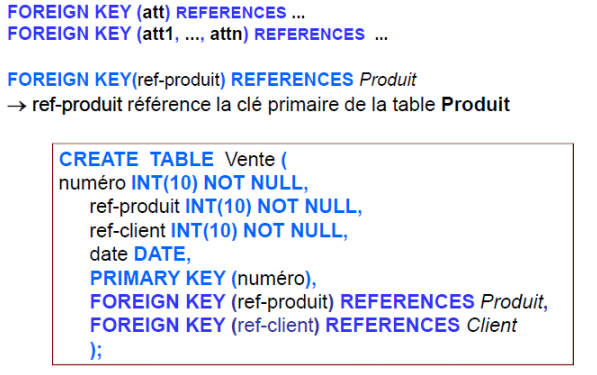 FOREIGN KEY (att) REFERENCES ...
FOREIGN KEY (att1, ..., attn) REFERENCES ...
FOREIGN KEY(ref-produit) REFERENCES Produit
→ ref-produit référence la clé primaire de la table Produit
CREATE TABLE Vente (
numéro INT(10) NOT NULL,
ref-produit INT(10) NOT NULL,
ref-client INT(10) NOT NULL,
date DATE,
PRIMARY KEY (numéro),
FOREIGN KEY (ref-produit) REFERENCES Produit,
FOREIGN KEY (ref-client) REFERENCES Client
);